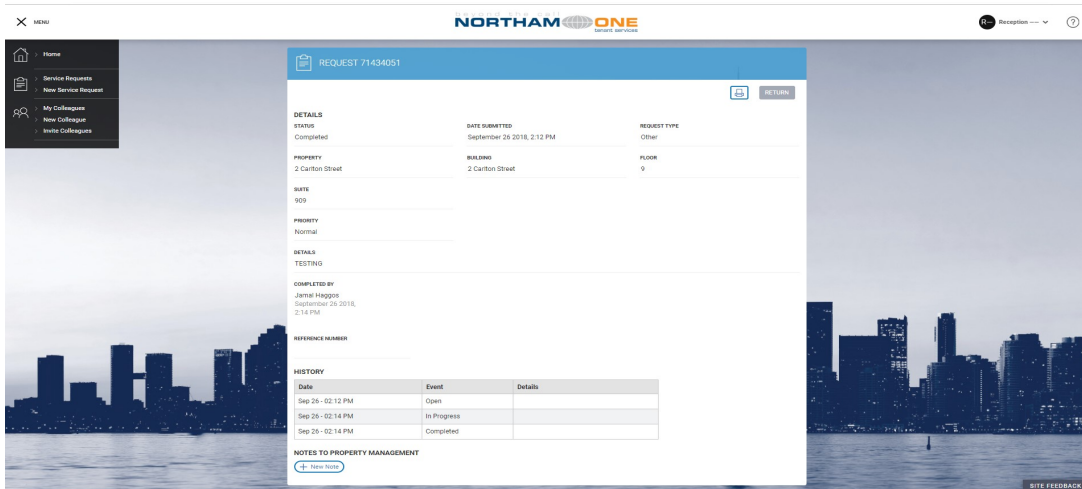 MENU
beyond the call
NORTHAM ONE
tenant services
R-- Reception -- ?
Home
Service Requests
New Service Request
My Colleagues
New Colleague
Invite Colleagues
REQUEST 71434051
RETURN
DETAILS
STATUS DATE SUBMITTED REQUEST TYPE
Completed September 26 2018, 2:12 PM Other
PROPERTY BUILDING FLOOR
2 Carlton Street 2 Carlton Street 9
SUITE
909
PRIORITY
Normal
DETAILS
TESTING
COMPLETED BY
Jamal Haggos
September 26 2018,
2:14 PM
REFERENCE NUMBER
HISTORY
Date Event Details
Sep 26 - 02:12 PM Open
Sep 26 - 02:14 PM In Progress
Sep 26 - 02:14 PM Completed
NOTES TO PROPERTY MANAGEMENT
+ New Note
SITE FEEDBACK